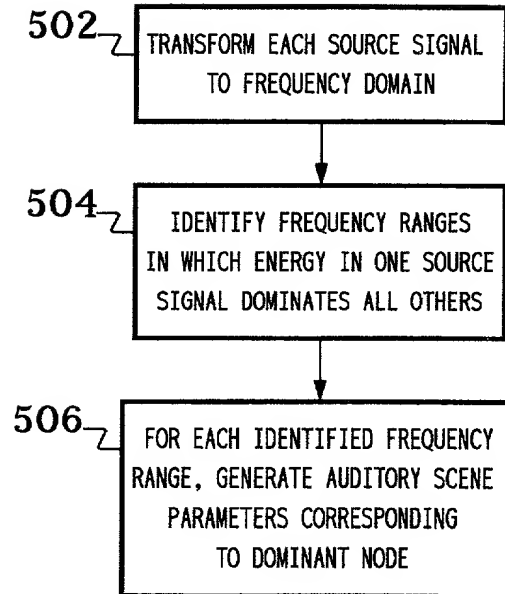 502
TRANSFORM EACH SOURCE SIGNAL
TO FREQUENCY DOMAIN
504
IDENTIFY FREQUENCY RANGES
IN WHICH ENERGY IN ONE SOURCE
SIGNAL DOMINATES ALL OTHERS
506
FOR EACH IDENTIFIED FREQUENCY
RANGE, GENERATE AUDITORY SCENE
PARAMETERS CORRESPONDING
TO DOMINANT NODE